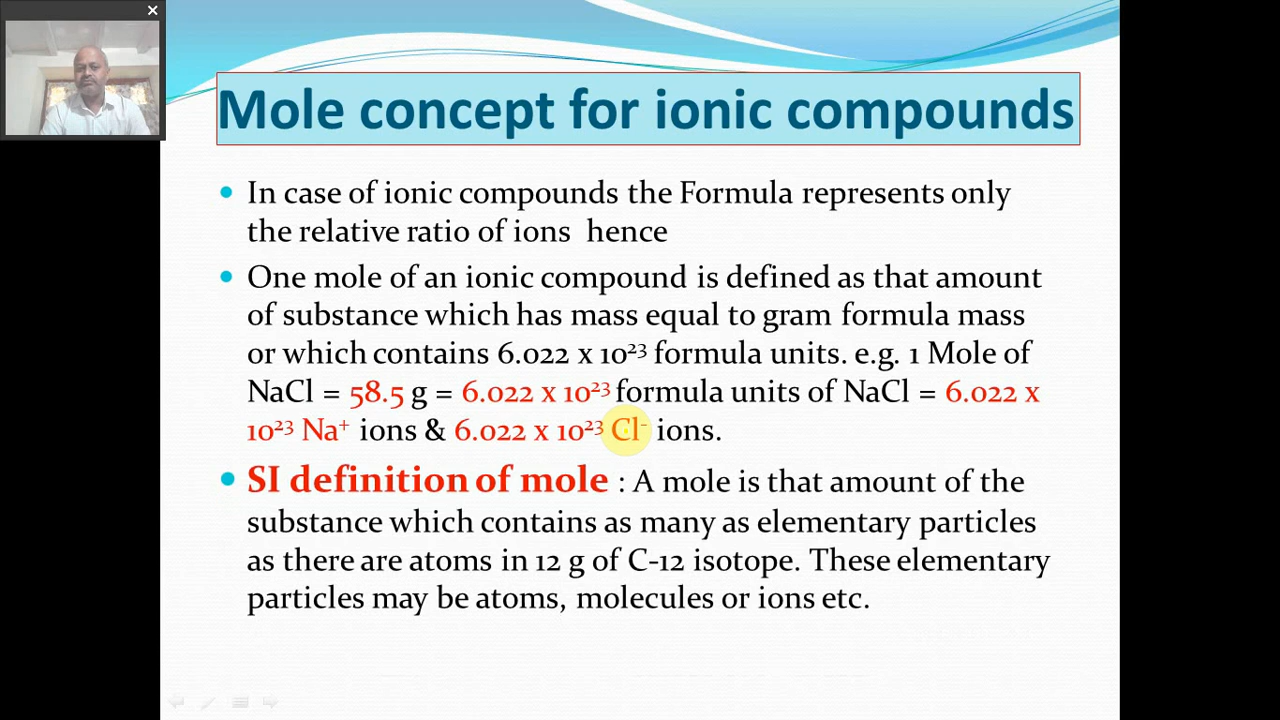 Mole concept for ionic compounds
• In case of ionic compounds the Formula represents only
the relative ratio of ions hence
• One mole of an ionic compound is defined as that amount
of substance which has mass equal to gram formula mass
or which contains 6.022 x 10²³ formula units. e.g. 1 Mole of
NaCl = 58.5 g = 6.022 x 10²³ formula units of NaCl = 6.022 x
10²³ Na⁺ ions & 6.022 x 10²³ Cl⁻ ions.
• SI definition of mole : A mole is that amount of the
substance which contains as many as elementary particles
as there are atoms in 12 g of C-12 isotope. These elementary
particles may be atoms, molecules or ions etc.